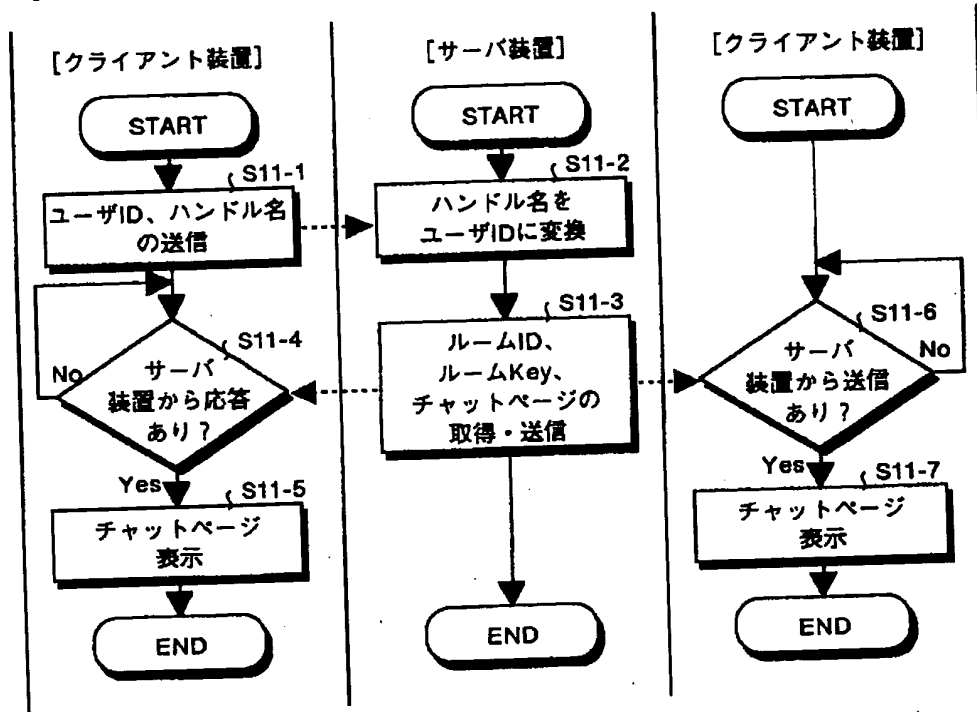 [クライアント装置]
START
S11-1
ユーザID、ハンドル名
の送信
S11-4
サーバ
装置から応答
あり？
No
Yes
S11-5
チャットページ
表示
END
[サーバ装置]
START
S11-2
ハンドル名を
ユーザIDに変換
S11-3
ルームID、
ルームKey、
チャットページの
取得・送信
END
[クライアント装置]
START
S11-6
サーバ
装置から送信
あり？
No
Yes
S11-7
チャットページ
表示
END